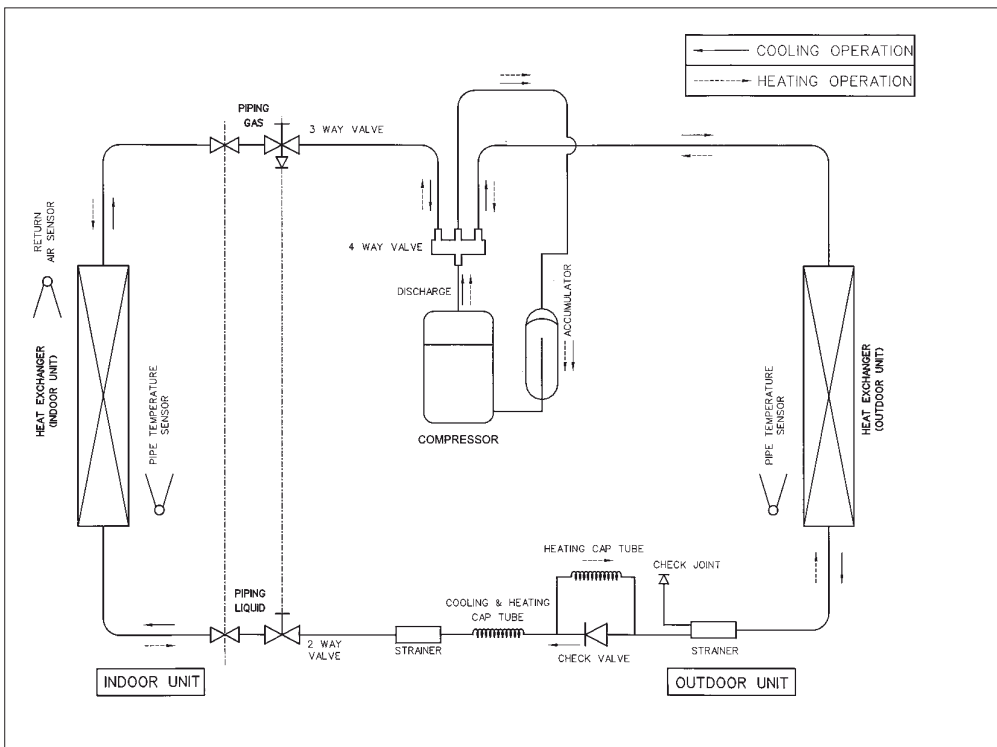 COOLING OPERATION
HEATING OPERATION
PIPING
GAS
3 WAY VALVE
4 WAY VALVE
DISCHARGE
ACCUMULATOR
COMPRESSOR
RETURN
AIR SENSOR
HEAT EXCHANGER
(INDOOR UNIT)
PIPE TEMPERATURE
SENSOR
PIPE TEMPERATURE
SENSOR
HEAT EXCHANGER
(OUTDOOR UNIT)
HEATING CAP TUBE
CHECK JOINT
PIPING
LIQUID
COOLING & HEATING
CAP TUBE
2 WAY
VALVE
STRAINER
CHECK VALVE
STRAINER
INDOOR UNIT
OUTDOOR UNIT